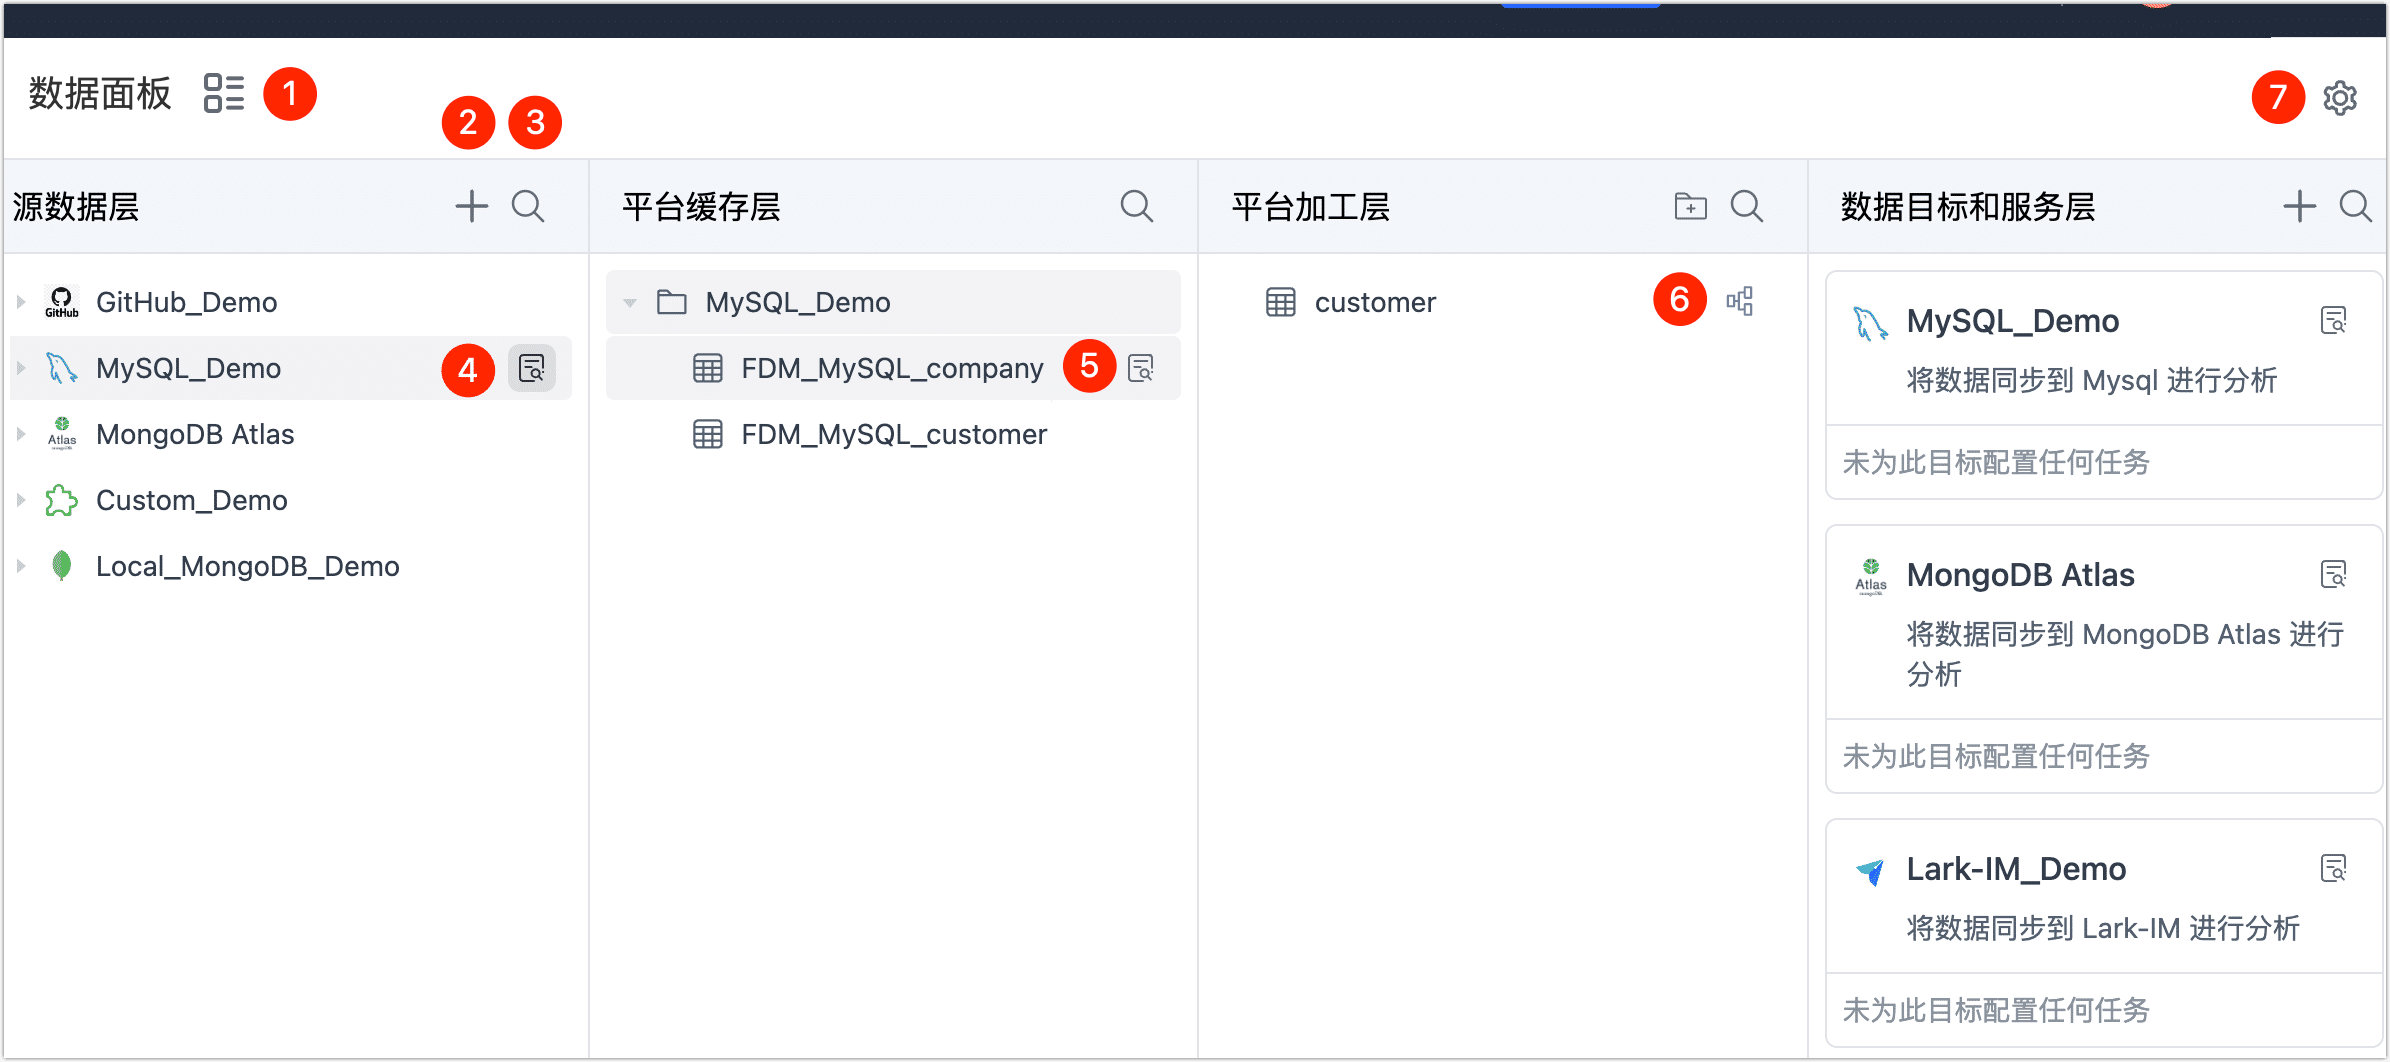 数据面板
1
2
3
7
源数据层
平台缓存层
平台加工层
数据目标和服务层
GitHub
GitHub_Demo
MySQL_Demo
4
Atlas
MongoDB Atlas
Custom_Demo
Local_MongoDB_Demo
MySQL_Demo
FDM_MySQL_company
5
FDM_MySQL_customer
customer
6
MySQL_Demo
将数据同步到 Mysql 进行分析
未为此目标配置任何任务
Atlas
MongoDB Atlas
将数据同步到 MongoDB Atlas 进行
分析
未为此目标配置任何任务
Lark-IM_Demo
将数据同步到 Lark-IM 进行分析
未为此目标配置任何任务